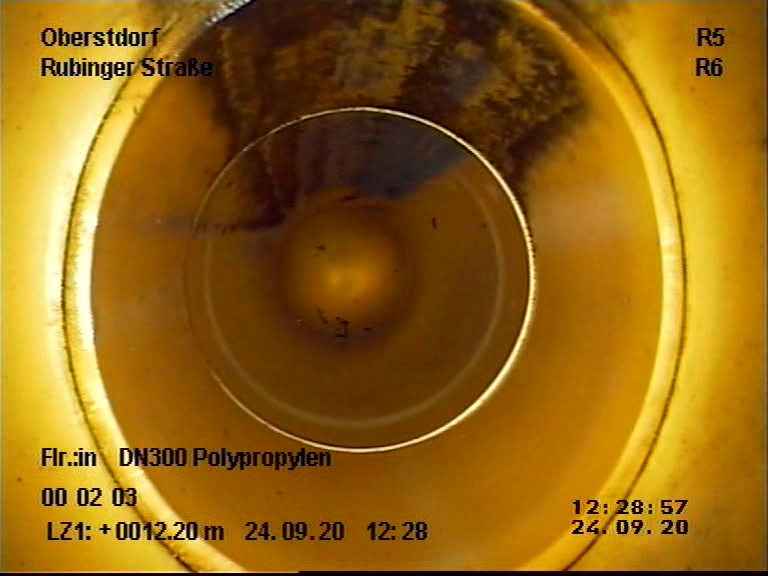 Oberstdorf
Rubinger Straße
R5
R6
Flr.:in DN300 Polypropylen
00 02 03
LZ1: +0012.20 m 24.09.20 12:28
12:28:57
24.09.20